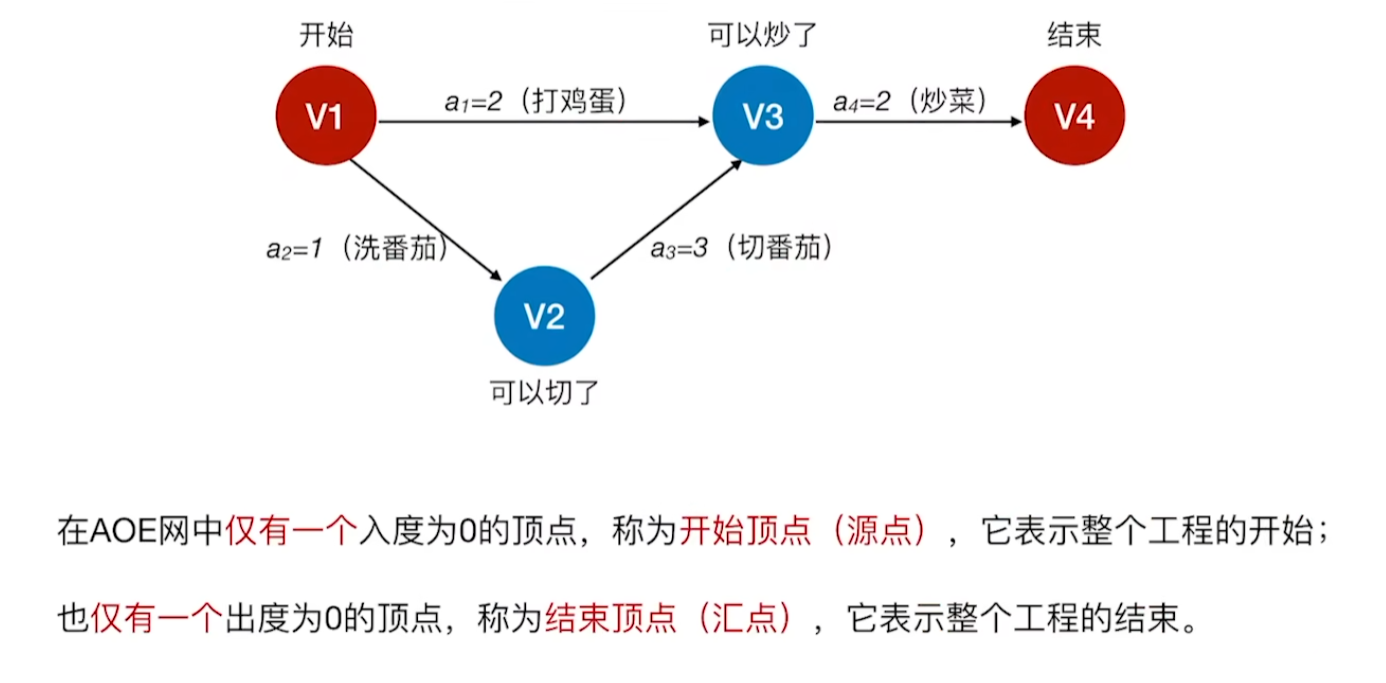 开始
可以炒了
结束
V1
a1=2（打鸡蛋）
V3
a4=2（炒菜）
V4
a2=1（洗番茄）
a3=3（切番茄）
V2
可以切了
在AOE网中仅有一个入度为0的顶点，称为开始顶点（源点），它表示整个工程的开始；
也仅有一个出度为0的顶点，称为结束顶点（汇点），它表示整个工程的结束。